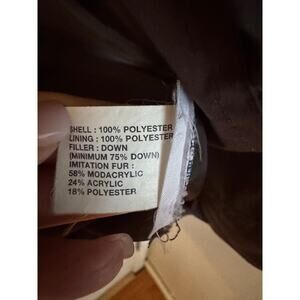 SHELL : 100% POLYESTER
LINING : 100% POLYESTER
FILLER : DOWN
(MINIMUM 75% DOWN)
IMITATION FUR :
58% MODACRYLIC
24% ACRYLIC
18% POLYESTER